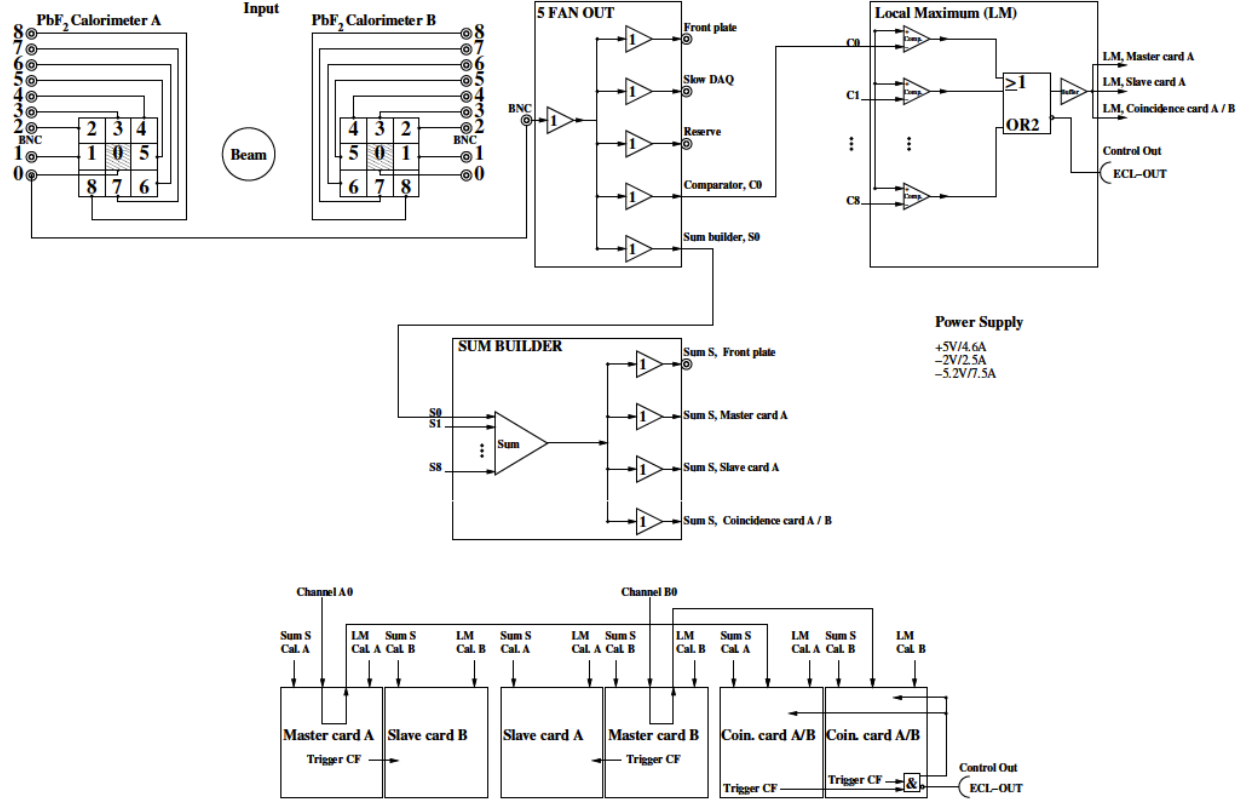 Input
PbF2 Calorimeter A
8
7
6
5
4
3
2
BNC
1
0
2 3 4
1 0 5
8 7 6
Beam
PbF2 Calorimeter B
8
7
6
5
4
3
2
BNC
1
0
4 3 2
5 0 1
6 7 8
5 FAN OUT
BNC
1
1
Front plate
1
Slow DAQ
1
Reserve
1
Comparator, C0
1
Sum builder, S0
Local Maximum (LM)
C0
+
Comp.
−
C1
+
Comp.
−
C8
+
Comp.
−
≥1
OR2
Buffer
LM, Master card A
LM, Slave card A
LM, Coincidence card A / B
Control Out
ECL−OUT
Power Supply
+5V/4.6A
−2V/2.5A
−5.2V/7.5A
SUM BUILDER
S0
S1
S8
Sum
1
Sum S, Front plate
1
Sum S, Master card A
1
Sum S, Slave card A
1
Sum S, Coincidence card A / B
Channel A0
Channel B0
Sum S
Cal. A
LM
Cal. A
Sum S
Cal. B
LM
Cal. B
Sum S
Cal. A
LM
Cal. A
Sum S
Cal. B
LM
Cal. B
Sum S
Cal. A
LM
Cal. A
Sum S
Cal. B
LM
Cal. B
Master card A
Slave card B
Trigger CF
Slave card A
Master card B
Trigger CF
Coin. card A/B
Coin. card A/B
Trigger CF
Trigger CF
&
Control Out
ECL−OUT